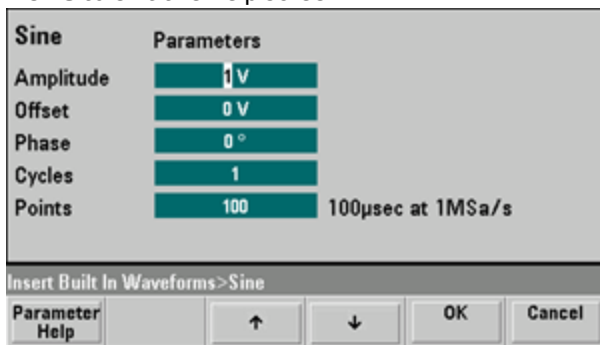 Sine Parameters
Amplitude 1 V
Offset 0 V
Phase 0 °
Cycles 1
Points 100 100µsec at 1MSa/s
Insert Built In Waveforms>Sine
Parameter Help ↑ ↓ OK Cancel